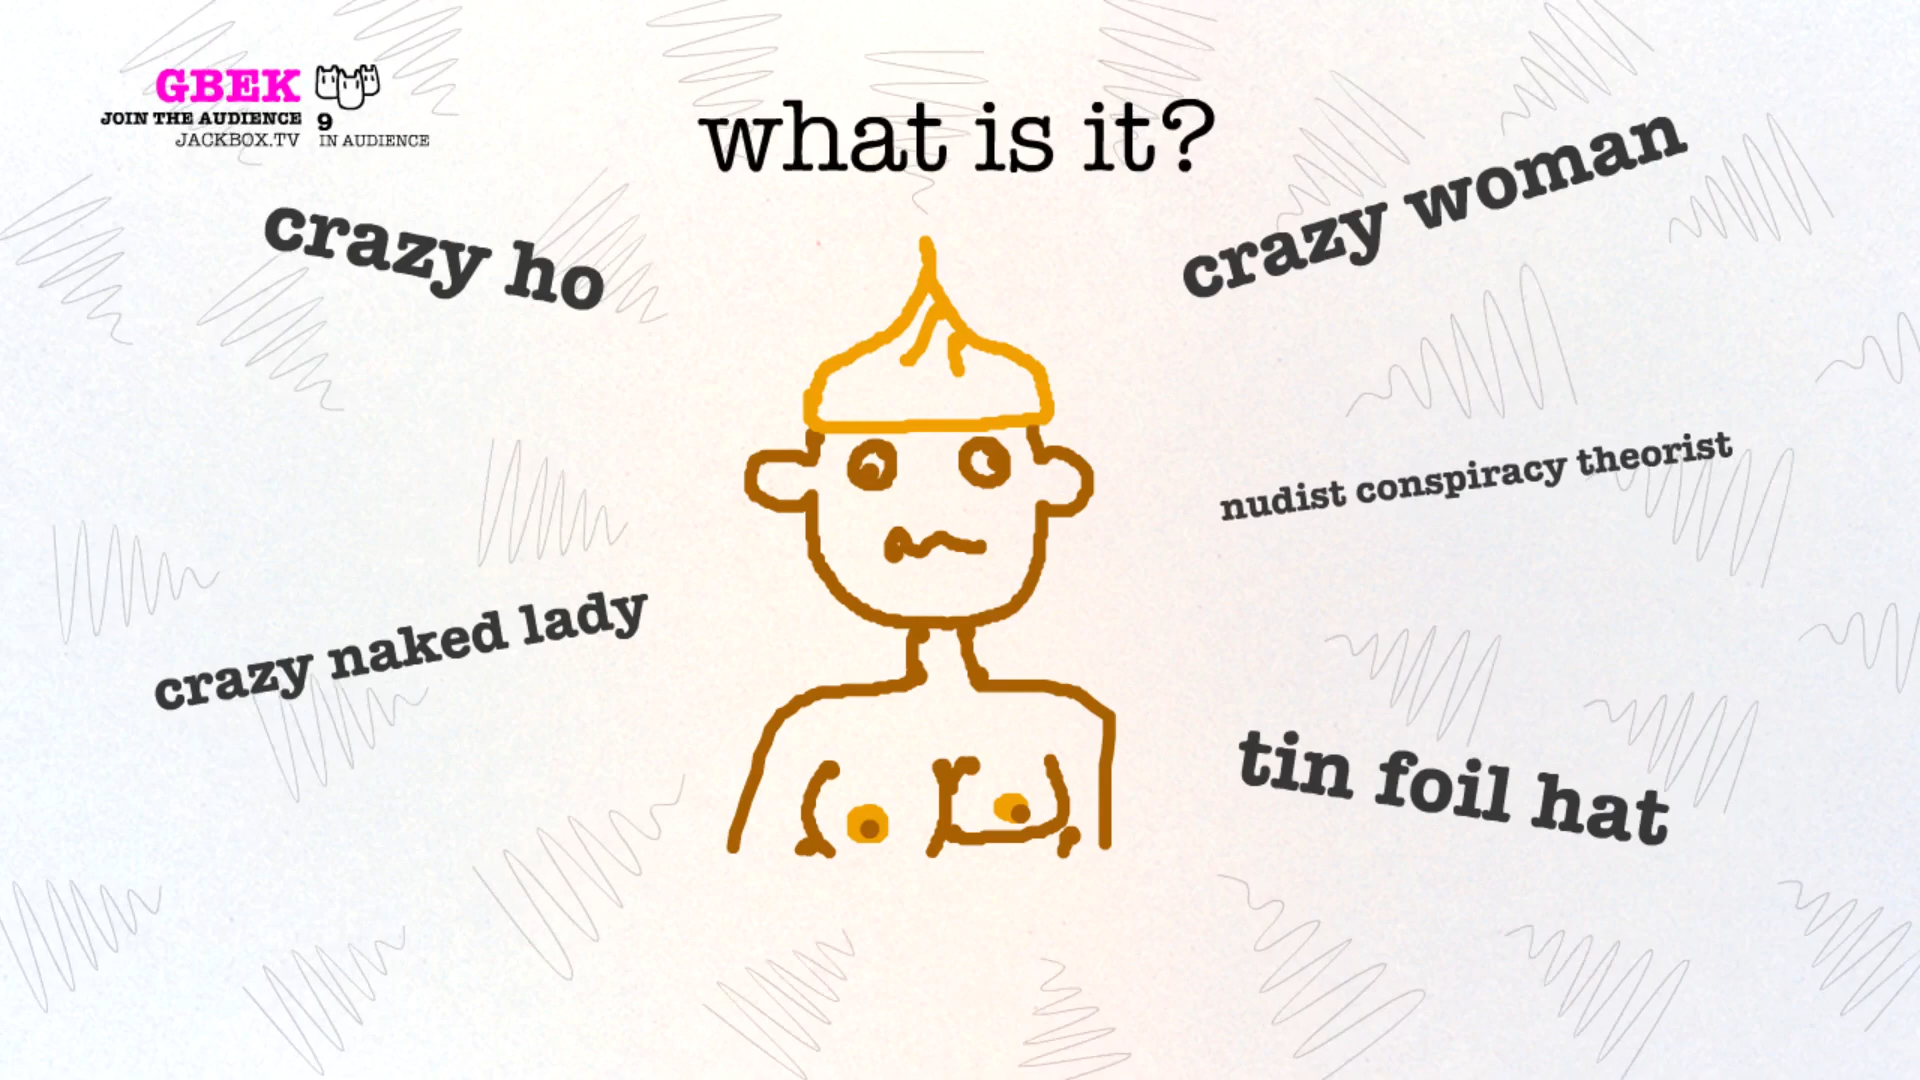 GBEK
JOIN THE AUDIENCE
JACKBOX.TV
9
IN AUDIENCE
what is it?
crazy ho
crazy woman
nudist conspiracy theorist
crazy naked lady
tin foil hat